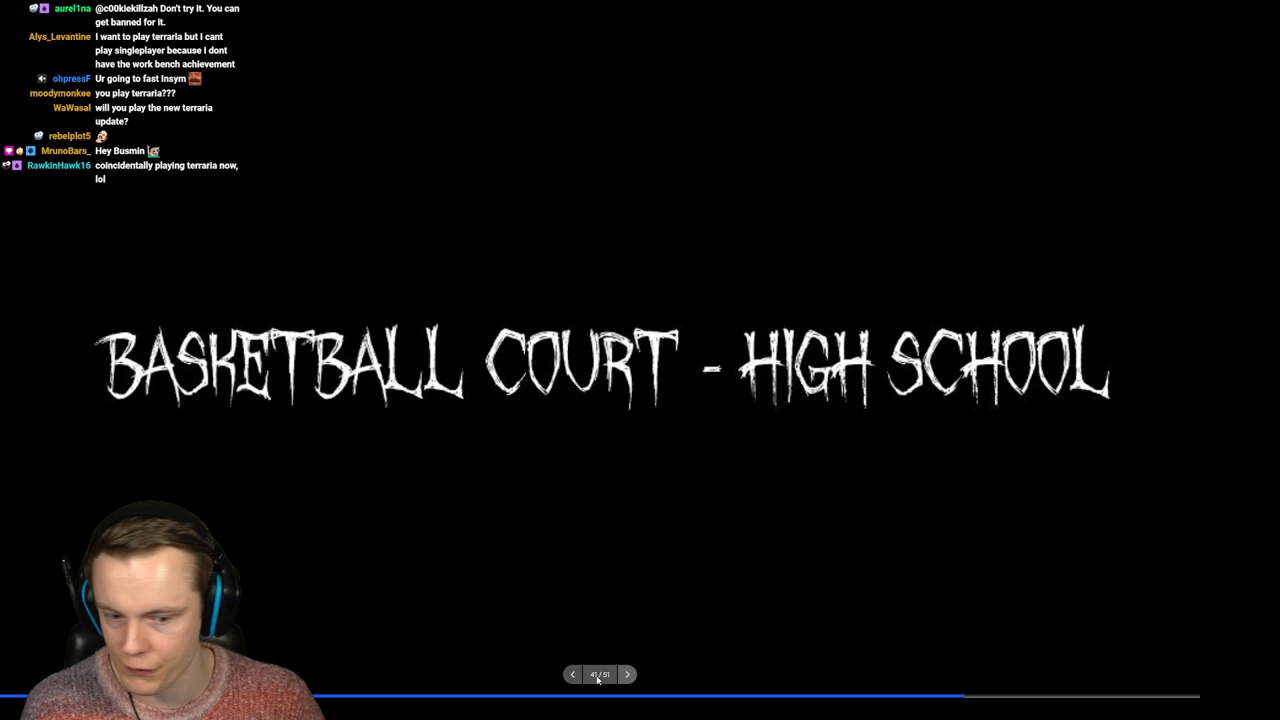 aurel1na @c00kiekillzah Don't try it. You can
get banned for it.
Alys_Levantine I want to play terraria but I cant
play singleplayer because I dont
have the work bench achievement
ohpressF Ur going to fast Insym
moodymonkee you play terraria???
WaWasal will you play the new terraria
update?
rebelplot5
MrunoBars_ Hey Busmin
RawkinHawk16 coincidentally playing terraria now,
lol
BASKETBALL COURT - HIGH SCHOOL
41 / 51